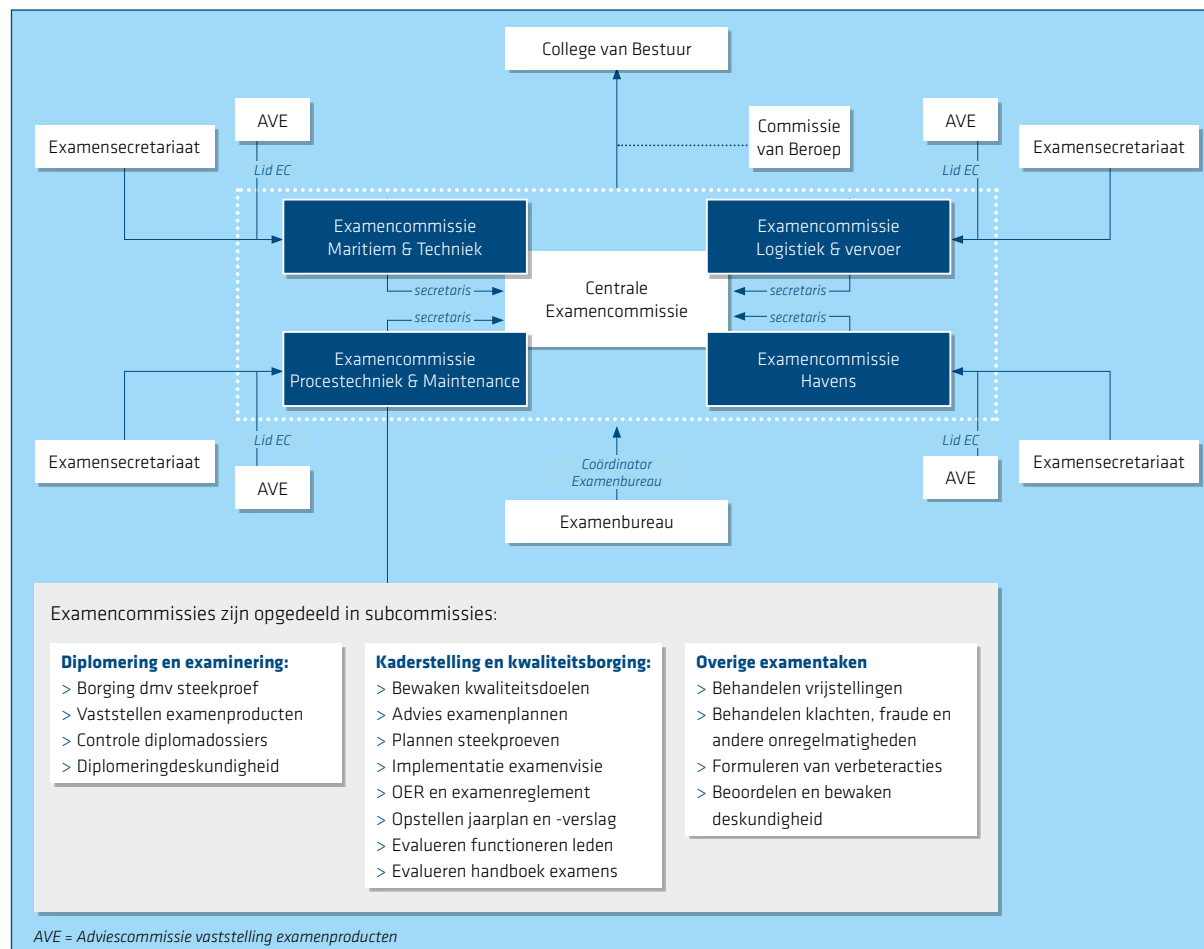 College van Bestuur
AVE
Commissie
van Beroep
AVE
Examensecretariaat
Examensecretariaat
Lid EC
Lid EC
Examencommissie
Maritiem & Techniek
Examencommissie
Logistiek & vervoer
secretaris
Centrale
Examencommissie
secretaris
secretaris
secretaris
Examencommissie
Procestechniek & Maintenance
Examencommissie
Havens
Lid EC
Lid EC
Examensecretariaat
Coördinator
Examenbureau
Examensecretariaat
AVE
AVE
Examenbureau
Examencommissies zijn opgedeeld in subcommissies:
Diplomering en examinering:
> Borging dmv steekproef
> Vaststellen examenproducten
> Controle diplomadossiers
> Diplomeringdeskundigheid
Kaderstelling en kwaliteitsborging:
> Bewaken kwaliteitsdoelen
> Advies examenplannen
> Plannen steekproeven
> Implementatie examenvisie
> OER en examenreglement
> Opstellen jaarplan en -verslag
> Evalueren functioneren leden
> Evalueren handboek examens
Overige examentaken
> Behandelen vrijstellingen
> Behandelen klachten, fraude en
andere onregelmatigheden
> Formuleren van verbeteracties
> Beoordelen en bewaken
deskundigheid
AVE = Adviescommissie vaststelling examenproducten